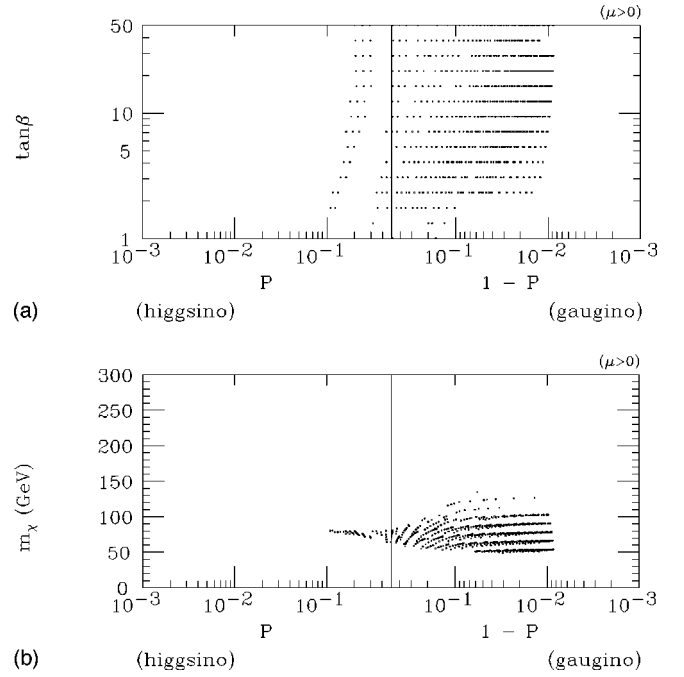 (μ>0)
50
10
5
1
tanβ
10⁻³ 10⁻² 10⁻¹ 10⁻¹ 10⁻² 10⁻³
P 1 − P
(a) (higgsino) (gaugino)
(μ>0)
300
250
200
150
100
50
0
mχ (GeV)
10⁻³ 10⁻² 10⁻¹ 10⁻¹ 10⁻² 10⁻³
P 1 − P
(b) (higgsino) (gaugino)